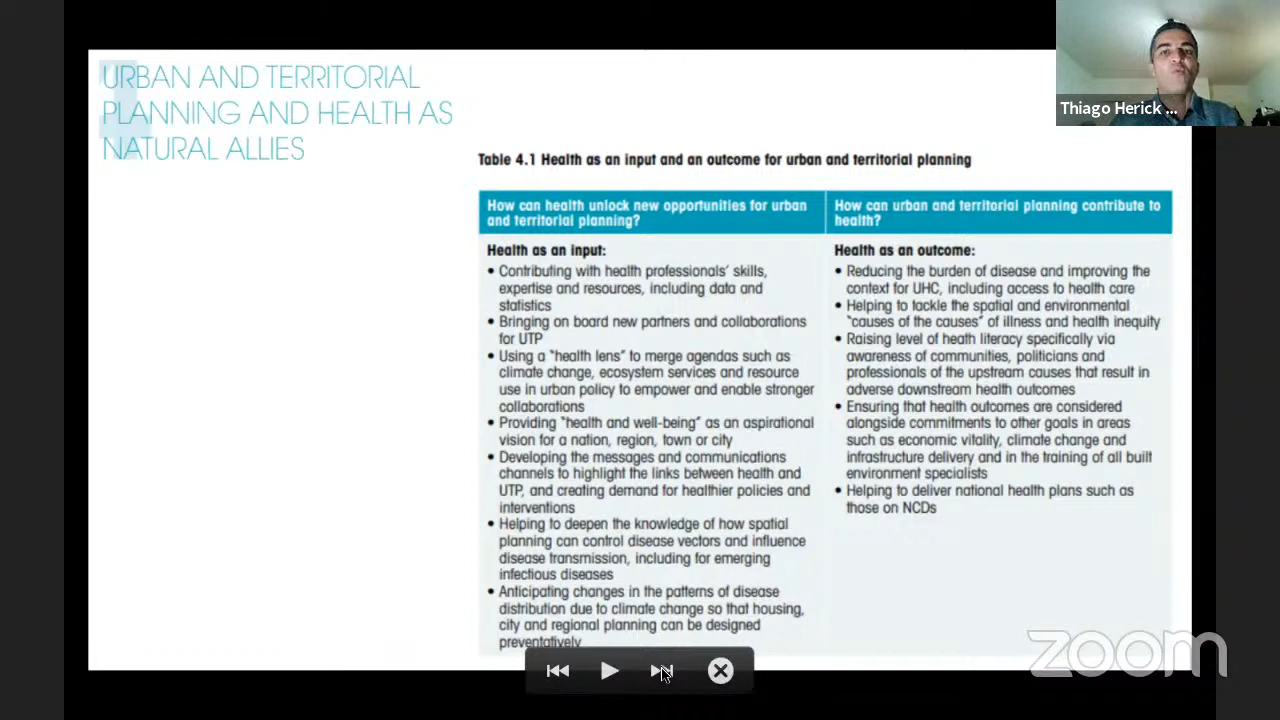 URBAN AND TERRITORIAL
PLANNING AND HEALTH AS
NATURAL ALLIES
Thiago Herick ...
Table 4.1 Health as an input and an outcome for urban and territorial planning
How can health unlock new opportunities for urban
and territorial planning?
Health as an input:
• Contributing with health professionals' skills,
expertise and resources, including data and
statistics
• Bringing on board new partners and collaborations
for UTP
• Using a "health lens" to merge agendas such as
climate change, ecosystem services and resource
use in urban policy to empower and enable stronger
collaborations
• Providing "health and well-being" as an aspirational
vision for a nation, region, town or city
• Developing the messages and communications
channels to highlight the links between health and
UTP, and creating demand for healthier policies and
interventions
• Helping to deepen the knowledge of how spatial
planning can control disease vectors and influence
disease transmission, including for emerging
infectious diseases
• Anticipating changes in the patterns of disease
distribution due to climate change so that housing,
city and regional planning can be designed
preventatively
How can urban and territorial planning contribute to
health?
Health as an outcome:
• Reducing the burden of disease and improving the
context for UHC, including access to health care
• Helping to tackle the spatial and environmental
"causes of the causes" of illness and health inequity
• Raising level of heath literacy specifically via
awareness of communities, politicians and
professionals of the upstream causes that result in
adverse downstream health outcomes
• Ensuring that health outcomes are considered
alongside commitments to other goals in areas
such as economic vitality, climate change and
infrastructure delivery and in the training of all built
environment specialists
• Helping to deliver national health plans such as
those on NCDs
zoom